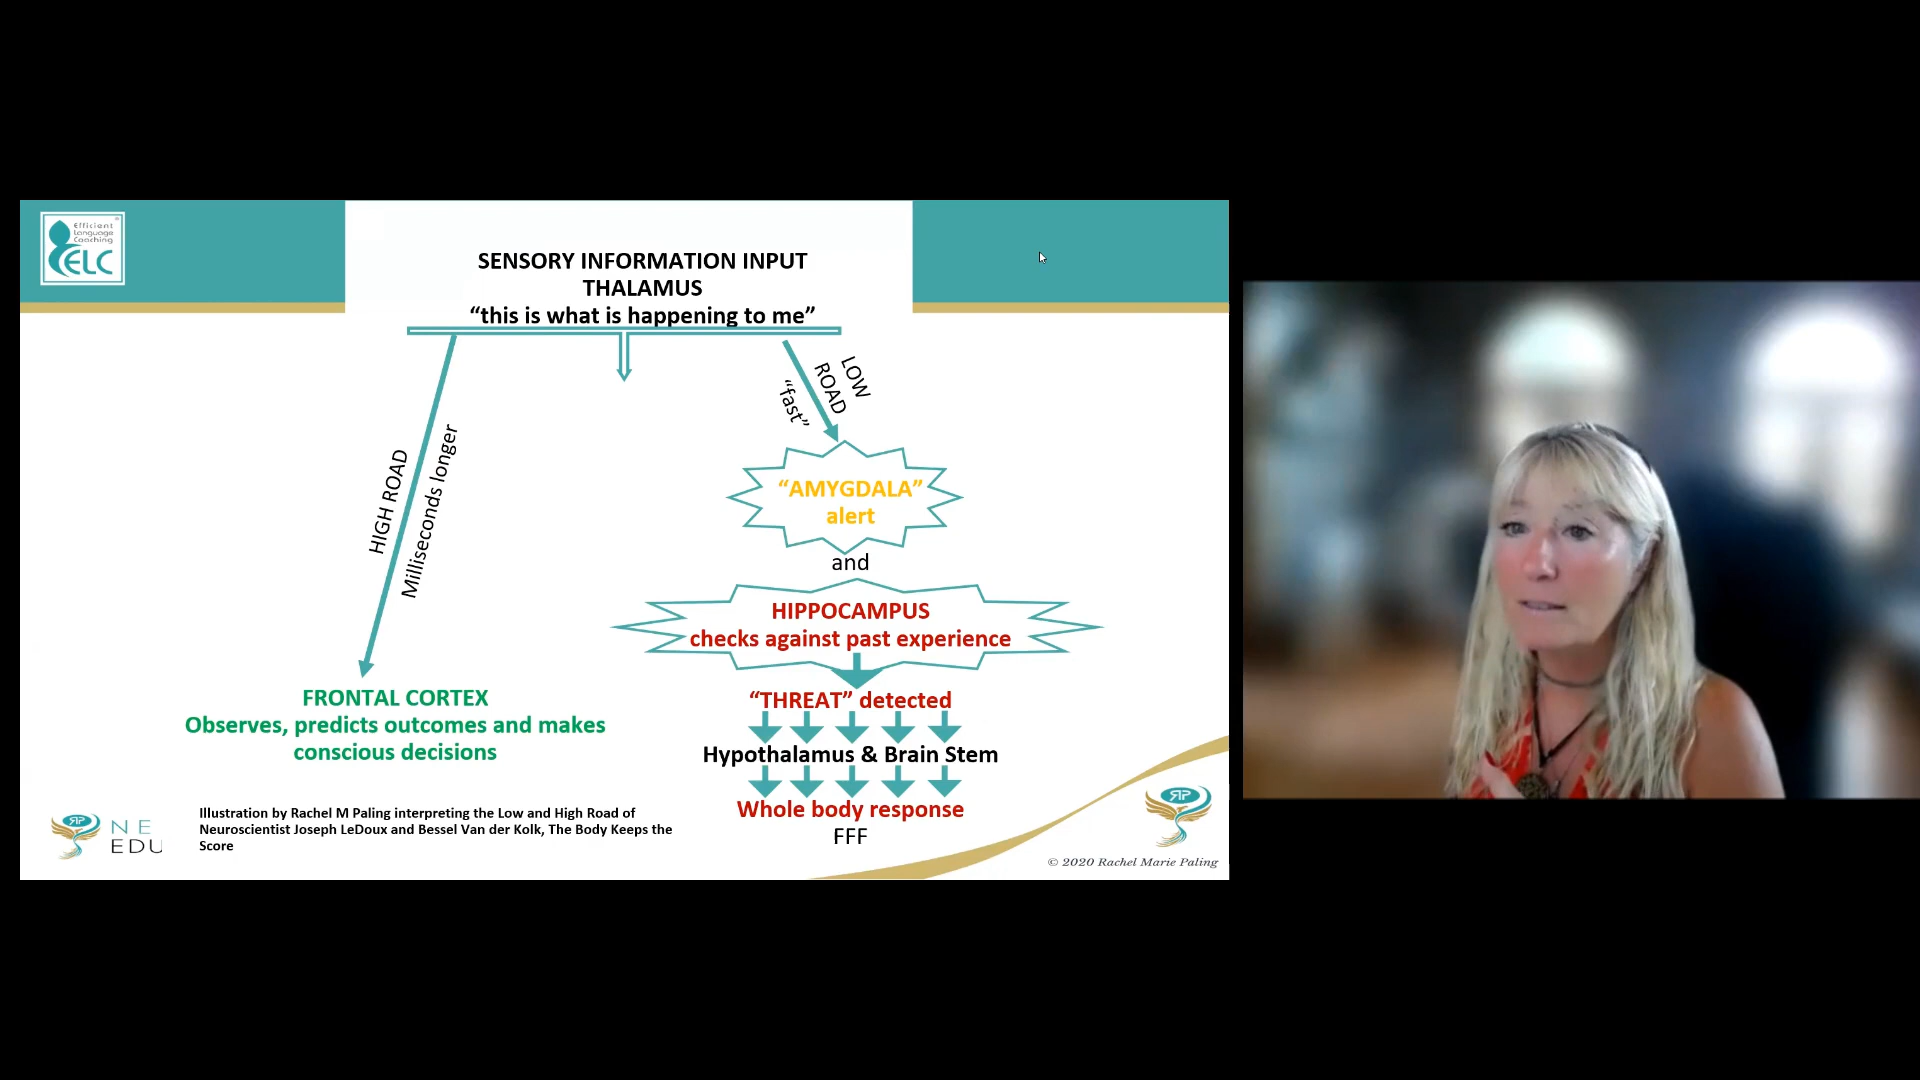 Efficient
Language
Coaching
ELC
SENSORY INFORMATION INPUT
THALAMUS
“this is what is happening to me”
HIGH ROAD
Milliseconds longer
LOW
ROAD
“fast”
“AMYGDALA”
alert
and
HIPPOCAMPUS
checks against past experience
“THREAT” detected
Hypothalamus & Brain Stem
Whole body response
FFF
FRONTAL CORTEX
Observes, predicts outcomes and makes
conscious decisions
Illustration by Rachel M Paling interpreting the Low and High Road of
Neuroscientist Joseph LeDoux and Bessel Van der Kolk, The Body Keeps the
Score
NE
EDU
© 2020 Rachel Marie Paling